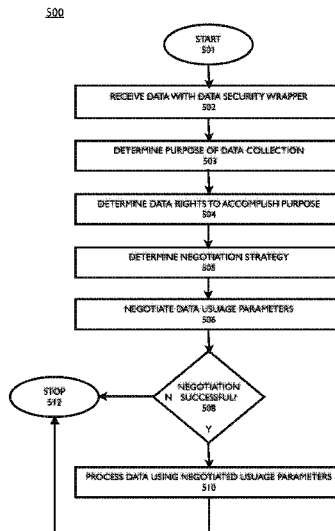 500
START
501
RECEIVE DATA WITH DATA SECURITY WRAPPER
502
DETERMINE PURPOSE OF DATA COLLECTION
503
DETERMINE DATA RIGHTS TO ACCOMPLISH PURPOSE
504
DETERMINE NEGOTIATION STRATEGY
505
NEGOTIATE DATA USUAGE PARAMETERS
506
NEGOTIATION
SUCCESSFUL?
508
N
Y
STOP
512
PROCESS DATA USING NEGOTIATED USUAGE PARAMETERS
510